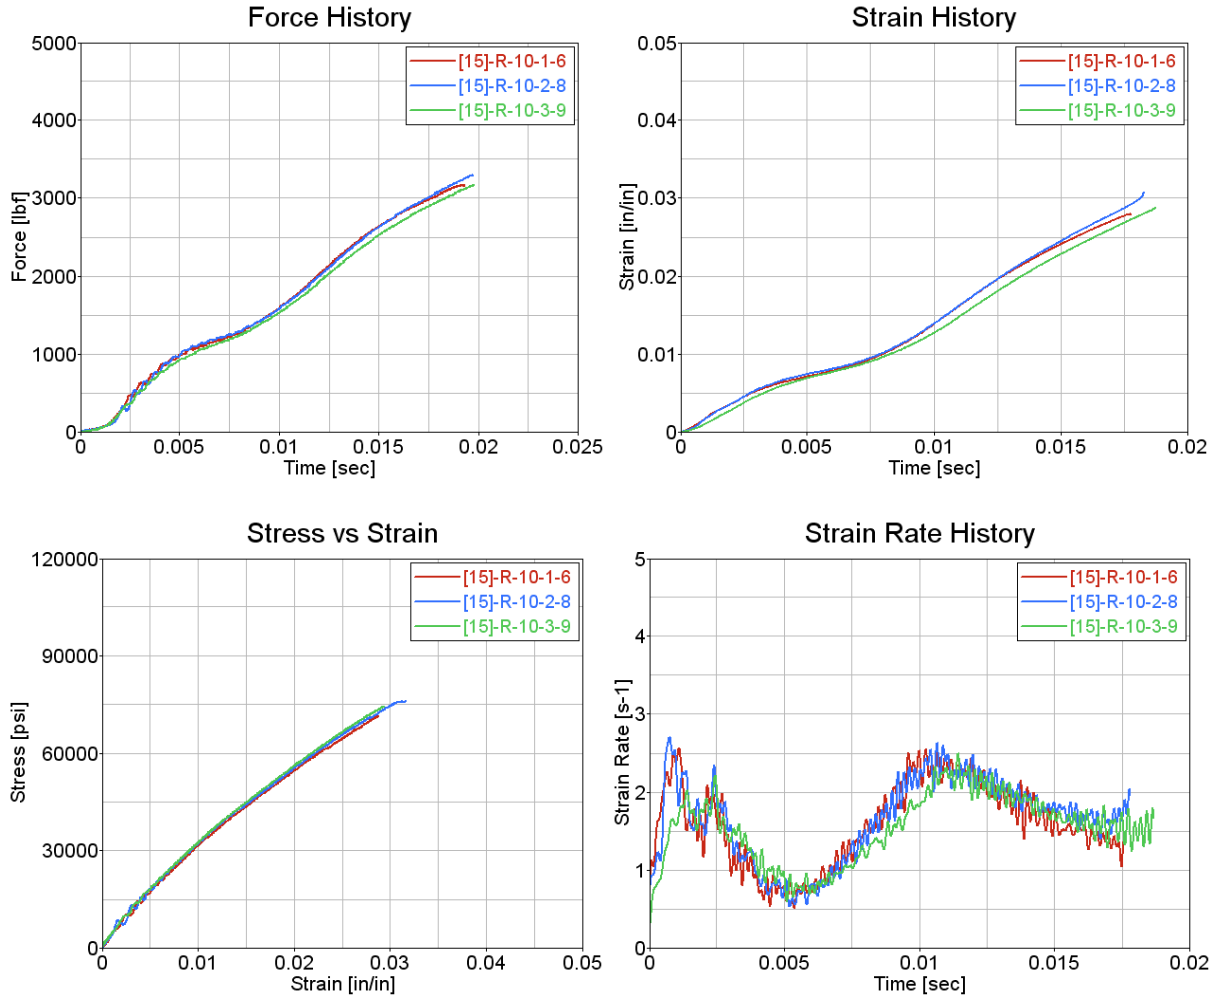 Force History
5000
4000
3000
2000
1000
0
Force [lbf]
[15]-R-10-1-6
[15]-R-10-2-8
[15]-R-10-3-9
0 0.005 0.01 0.015 0.02 0.025
Time [sec]
Strain History
0.05
0.04
0.03
0.02
0.01
0
Strain [in/in]
[15]-R-10-1-6
[15]-R-10-2-8
[15]-R-10-3-9
0 0.005 0.01 0.015 0.02
Time [sec]
Stress vs Strain
120000
90000
60000
30000
0
Stress [psi]
[15]-R-10-1-6
[15]-R-10-2-8
[15]-R-10-3-9
0 0.01 0.02 0.03 0.04 0.05
Strain [in/in]
Strain Rate History
5
4
3
2
1
0
Strain Rate [s-1]
[15]-R-10-1-6
[15]-R-10-2-8
[15]-R-10-3-9
0 0.005 0.01 0.015 0.02
Time [sec]